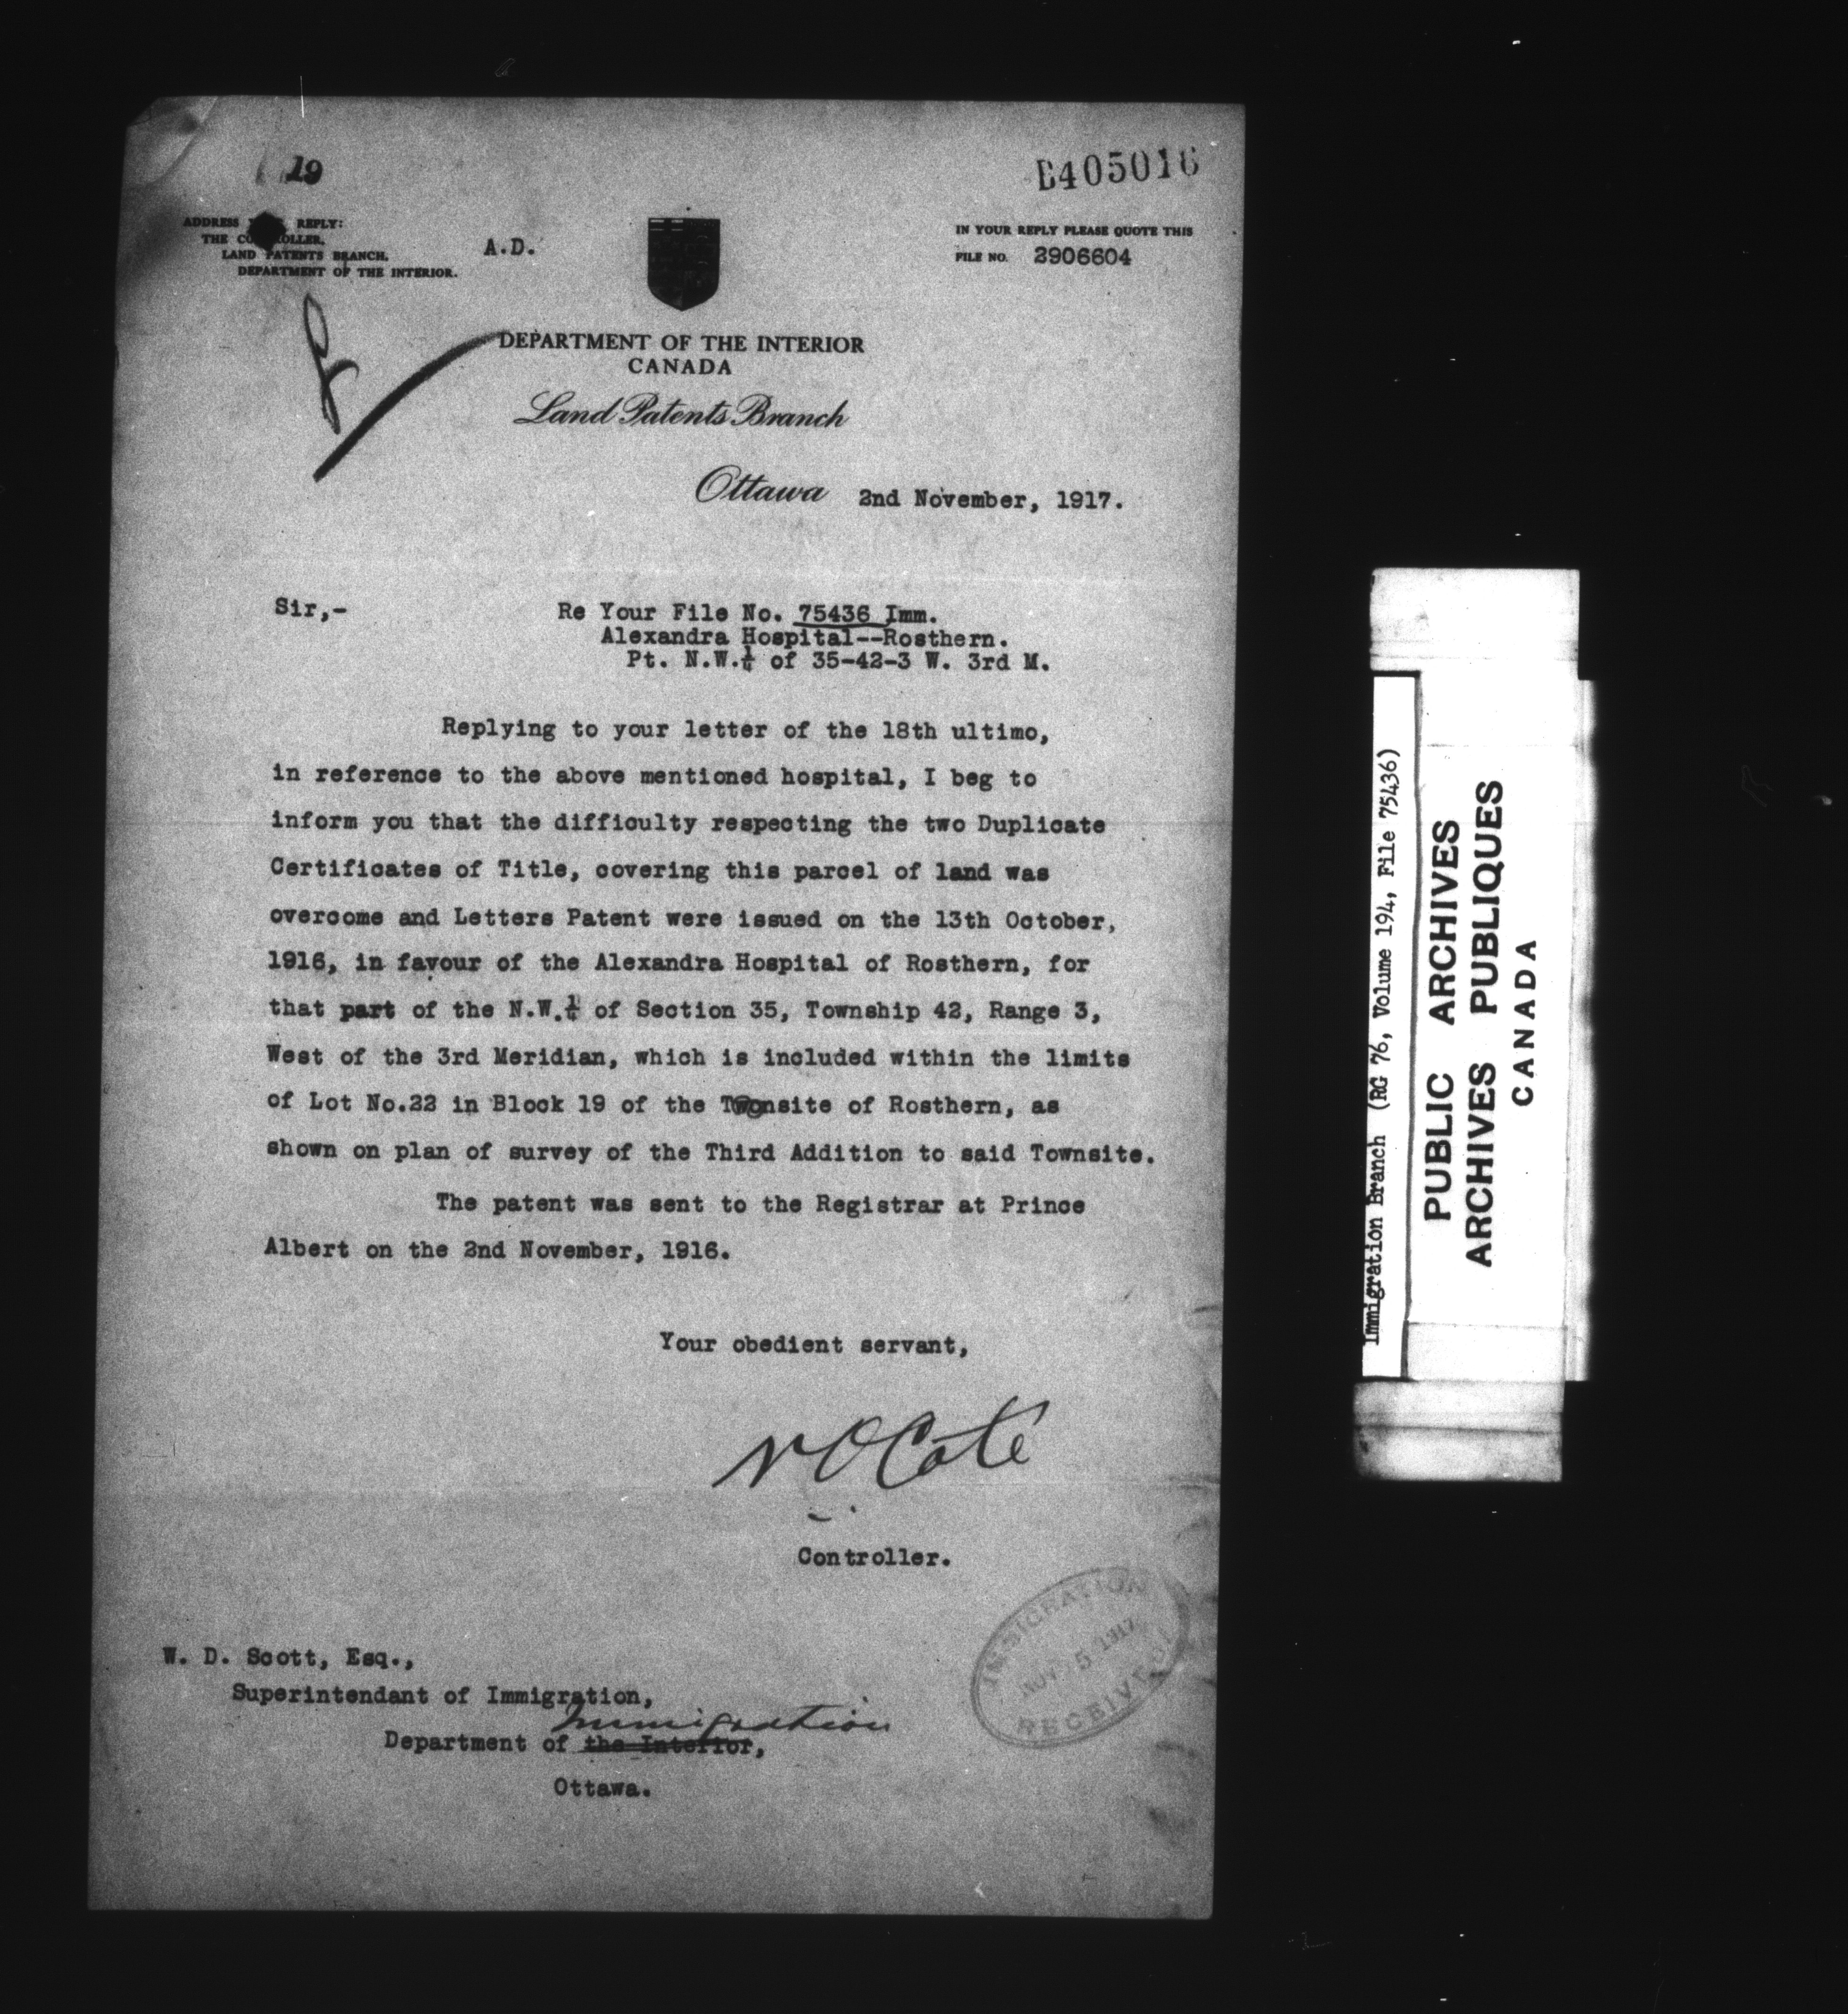 19
B405016
ADDRESS REPLY:
THE CONTROLLER,
LAND PATENTS BRANCH,
DEPARTMENT OF THE INTERIOR.
A.D.
IN YOUR REPLY PLEASE QUOTE THIS
FILE NO. 2906604
DEPARTMENT OF THE INTERIOR
CANADA
Land Patents Branch
Ottawa 2nd November, 1917.
Sir,- Re Your File No. 75436 Imm.
Alexandra Hospital--Rosthern.
Pt. N.W.¼ of 35-42-3 W. 3rd M.
Replying to your letter of the 18th ultimo,
in reference to the above mentioned hospital, I beg to
inform you that the difficulty respecting the two Duplicate
Certificates of Title, covering this parcel of land was
overcome and Letters Patent were issued on the 13th October,
1916, in favour of the Alexandra Hospital of Rosthern, for
that part of the N.W.¼ of Section 35, Township 42, Range 3,
West of the 3rd Meridian, which is included within the limits
of Lot No.22 in Block 19 of the Townsite of Rosthern, as
shown on plan of survey of the Third Addition to said Townsite.
The patent was sent to the Registrar at Prince
Albert on the 2nd November, 1916.
Your obedient servant,
N O Cote
Controller.
IMMIGRATION
NOV 5 1917
RECEIVED
W. D. Scott, Esq.,
Superintendant of Immigration,
Immigration
Department of the Interior,
Ottawa.
Immigration Branch (RG 76, Volume 194, File 75436)
PUBLIC ARCHIVES
ARCHIVES PUBLIQUES
CANADA